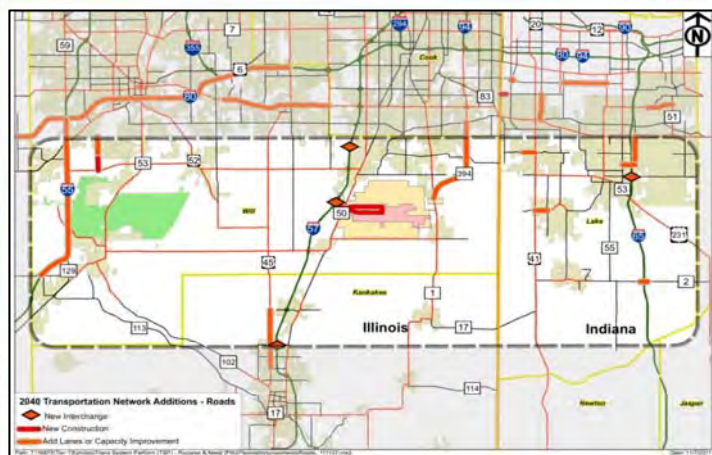 59
355
7
294
94
20
12
90
6
Cook
80
94
80
83
51
53
52
55
394
53
Will
50
Lake
57
231
45
41
55
65
129
7
2
Kankakee
1
113
Illinois
17
Indiana
102
114
17
Newton
Jasper
N
2040 Transportation Network Additions - Roads
New Interchange
New Construction
Add Lanes or Capacity Improvement